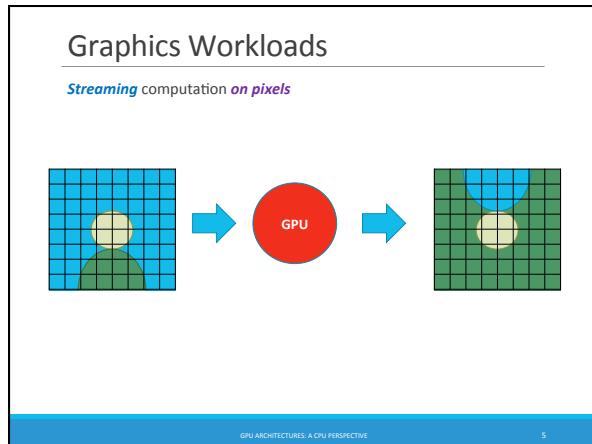 Graphics Workloads
Streaming computation on pixels
GPU
GPU ARCHITECTURES: A CPU PERSPECTIVE
5